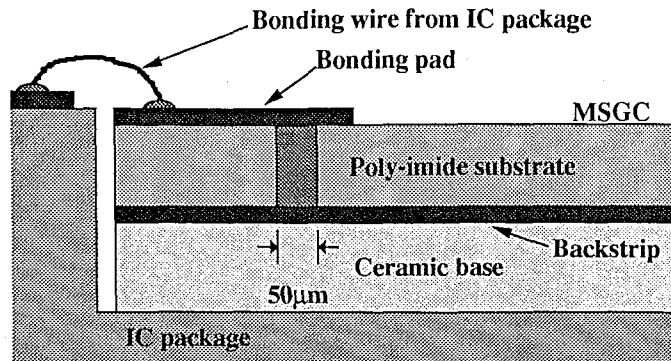 Bonding wire from IC package
Bonding pad
MSGC
Poly-imide substrate
Backstrip
Ceramic base
50μm
IC package